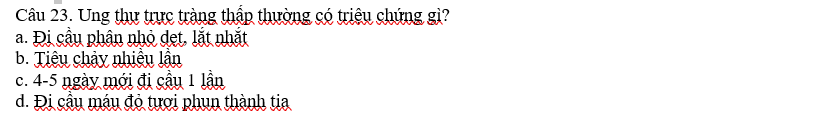 Câu 23. Ung thư trực tràng thấp thường có triệu chứng gì?
a. Đi cầu phân nhỏ dẹt, lắt nhắt
b. Tiêu chảy nhiều lần
c. 4-5 ngày mới đi cầu 1 lần
d. Đi cầu máu đỏ tươi phun thành tia